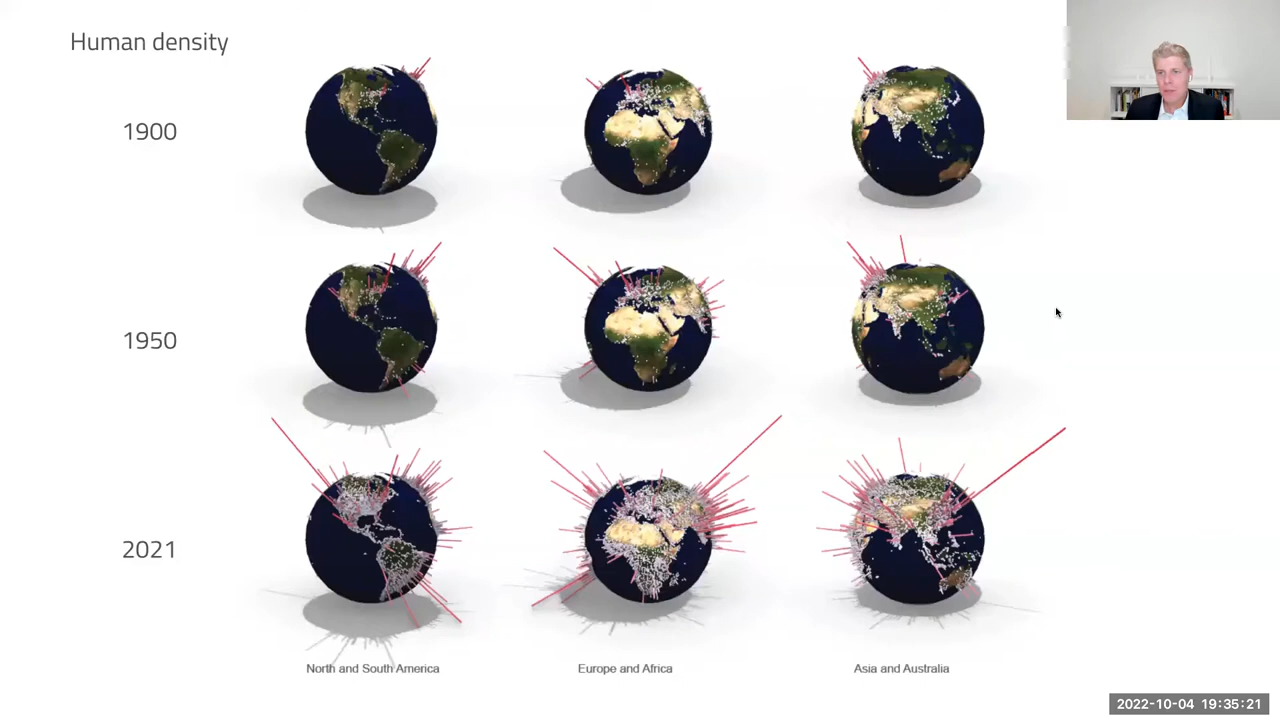 Human density
1900
1950
2021
North and South America
Europe and Africa
Asia and Australia
2022-10-04 19:35:21